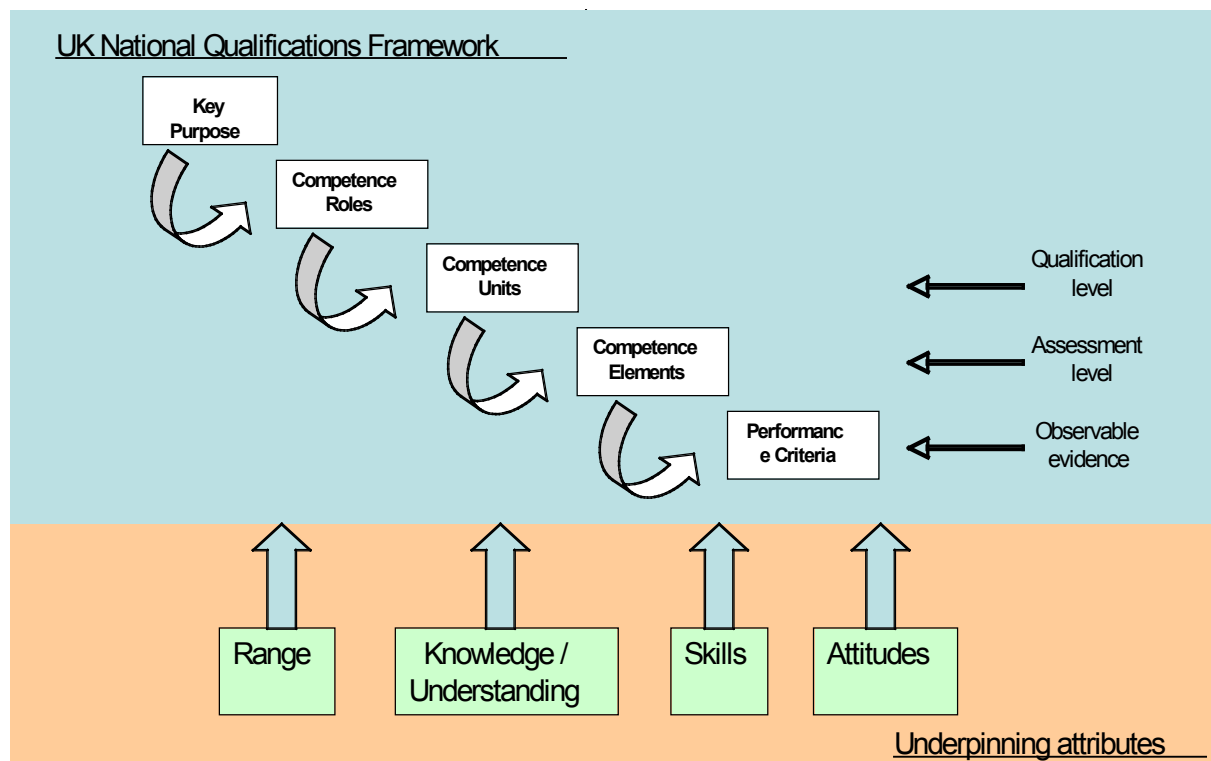 UK National Qualifications Framework
Key
Purpose
Competence
Roles
Competence
Units
Qualification
level
Competence
Elements
Assessment
level
Performanc
e Criteria
Observable
evidence
Range
Knowledge /
Understanding
Skills
Attitudes
Underpinning attributes